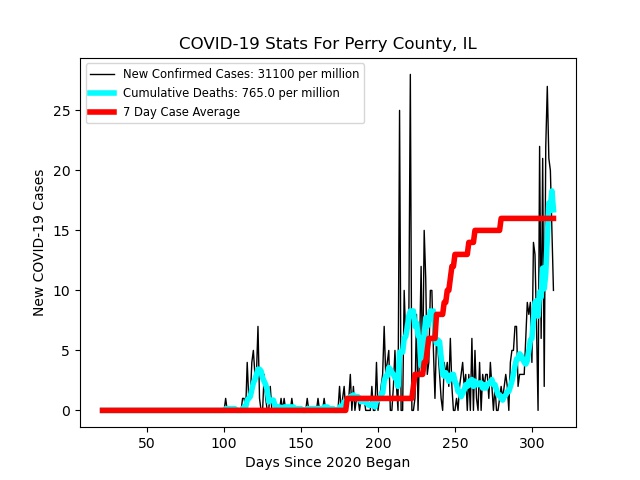 COVID-19 Stats For Perry County, IL
New Confirmed Cases: 31100 per million
Cumulative Deaths: 765.0 per million
7 Day Case Average
25
20
15
10
5
0
New COVID-19 Cases
50 100 150 200 250 300
Days Since 2020 Began